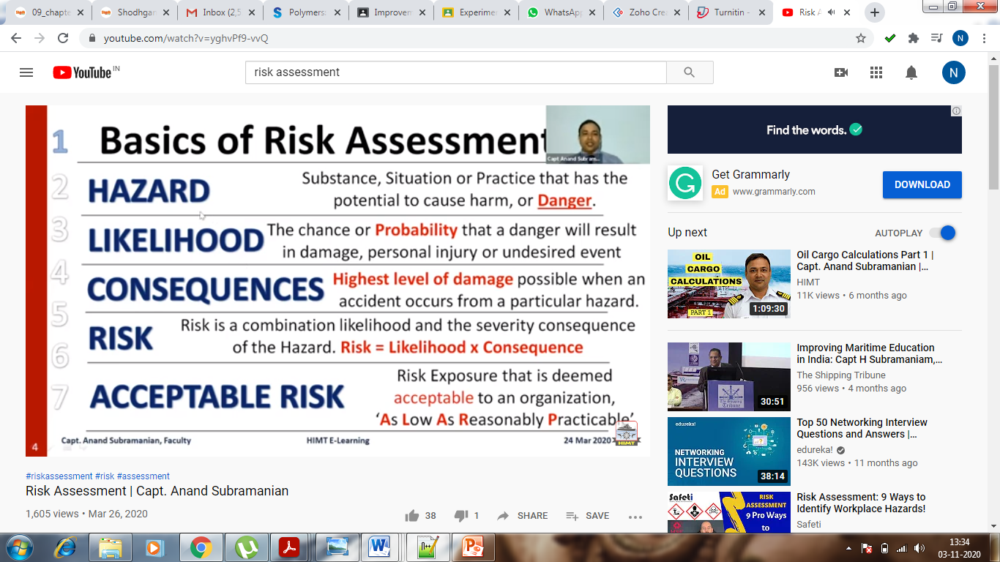 09_chapte
Shodhgan
Inbox (2,5
Polymers:
Improvem
Experimen
WhatsApp
Zoho Crea
Turnitin -
Risk A
youtube.com/watch?v=yghvPf9-vvQ
N
YouTube IN
risk assessment
N
1 Basics of Risk Assessment
Capt Anand Subram...
2 HAZARD Substance, Situation or Practice that has the
potential to cause harm, or Danger.
3 LIKELIHOOD The chance or Probability that a danger will result
in damage, personal injury or undesired event
4 CONSEQUENCES Highest level of damage possible when an
accident occurs from a particular hazard.
5 RISK Risk is a combination likelihood and the severity consequence
6 of the Hazard. Risk = Likelihood x Consequence
7 ACCEPTABLE RISK Risk Exposure that is deemed
acceptable to an organization,
‘As Low As Reasonably Practicable’
4 Capt. Anand Subramanian, Faculty HIMT E-Learning 24 Mar 2020 HIMT
#riskassessment #risk #assessment
Risk Assessment | Capt. Anand Subramanian
1,605 views • Mar 26, 2020
38 1 SHARE SAVE
Find the words.
Get Grammarly
Ad www.grammarly.com
DOWNLOAD
Up next AUTOPLAY
OIL
CARGO
CALCULATIONS
PART 1
1:09:30
Oil Cargo Calculations Part 1 |
Capt. Anand Subramanian |...
HIMT
11K views • 6 months ago
30:51
Improving Maritime Education
in India: Capt H Subramaniam,...
The Shipping Tribune
956 views • 4 months ago
edureka!
NETWORKING
INTERVIEW
QUESTIONS
38:14
Top 50 Networking Interview
Questions and Answers |...
edureka!
143K views • 11 months ago
Safeti
RISK
ASSESSMENT
9 Pro Ways
to
Risk Assessment: 9 Ways to
Identify Workplace Hazards!
Safeti
13:34
03-11-2020